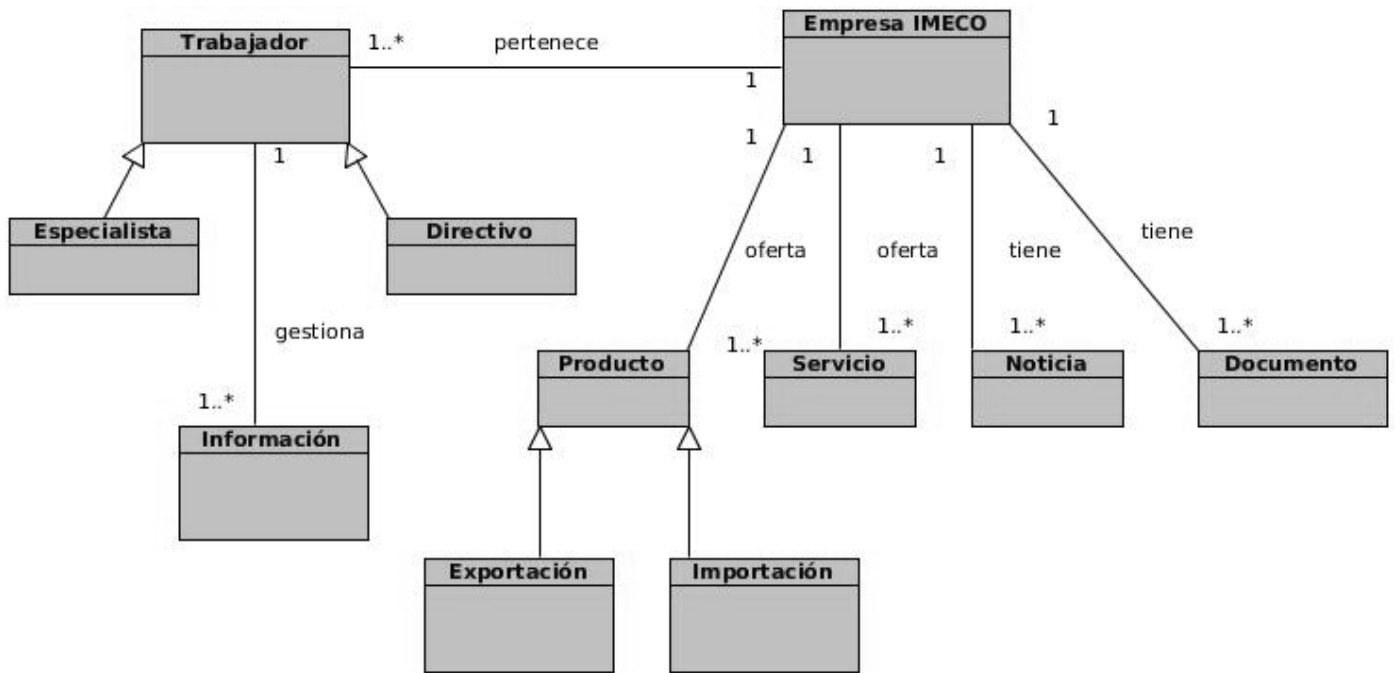 Trabajador
Empresa IMECO
1..*
pertenece
1
1
1
1
1
1
Especialista
Directivo
oferta
oferta
tiene
tiene
gestiona
1..*
1..*
1..*
1..*
Producto
Servicio
Noticia
Documento
1..*
Información
Exportación
Importación